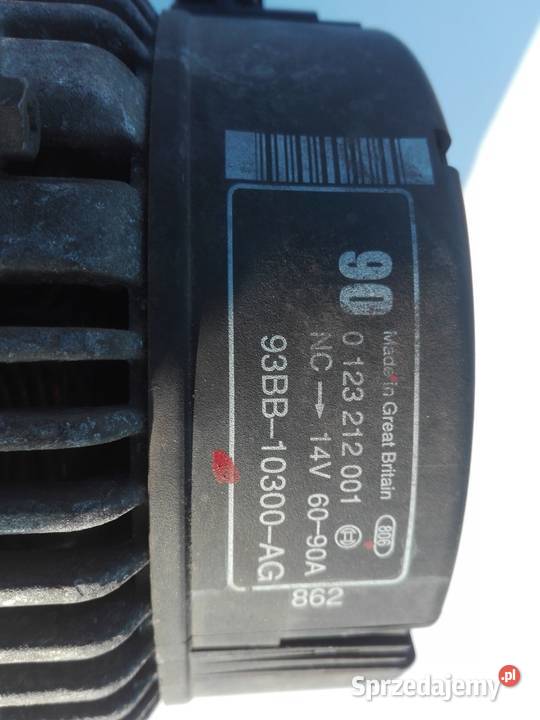 90
Made in Great Britain
806
0 123 212 001
NC → 14V 60-90A
93BB-10300-AG
862
Sprzedajemy.pl